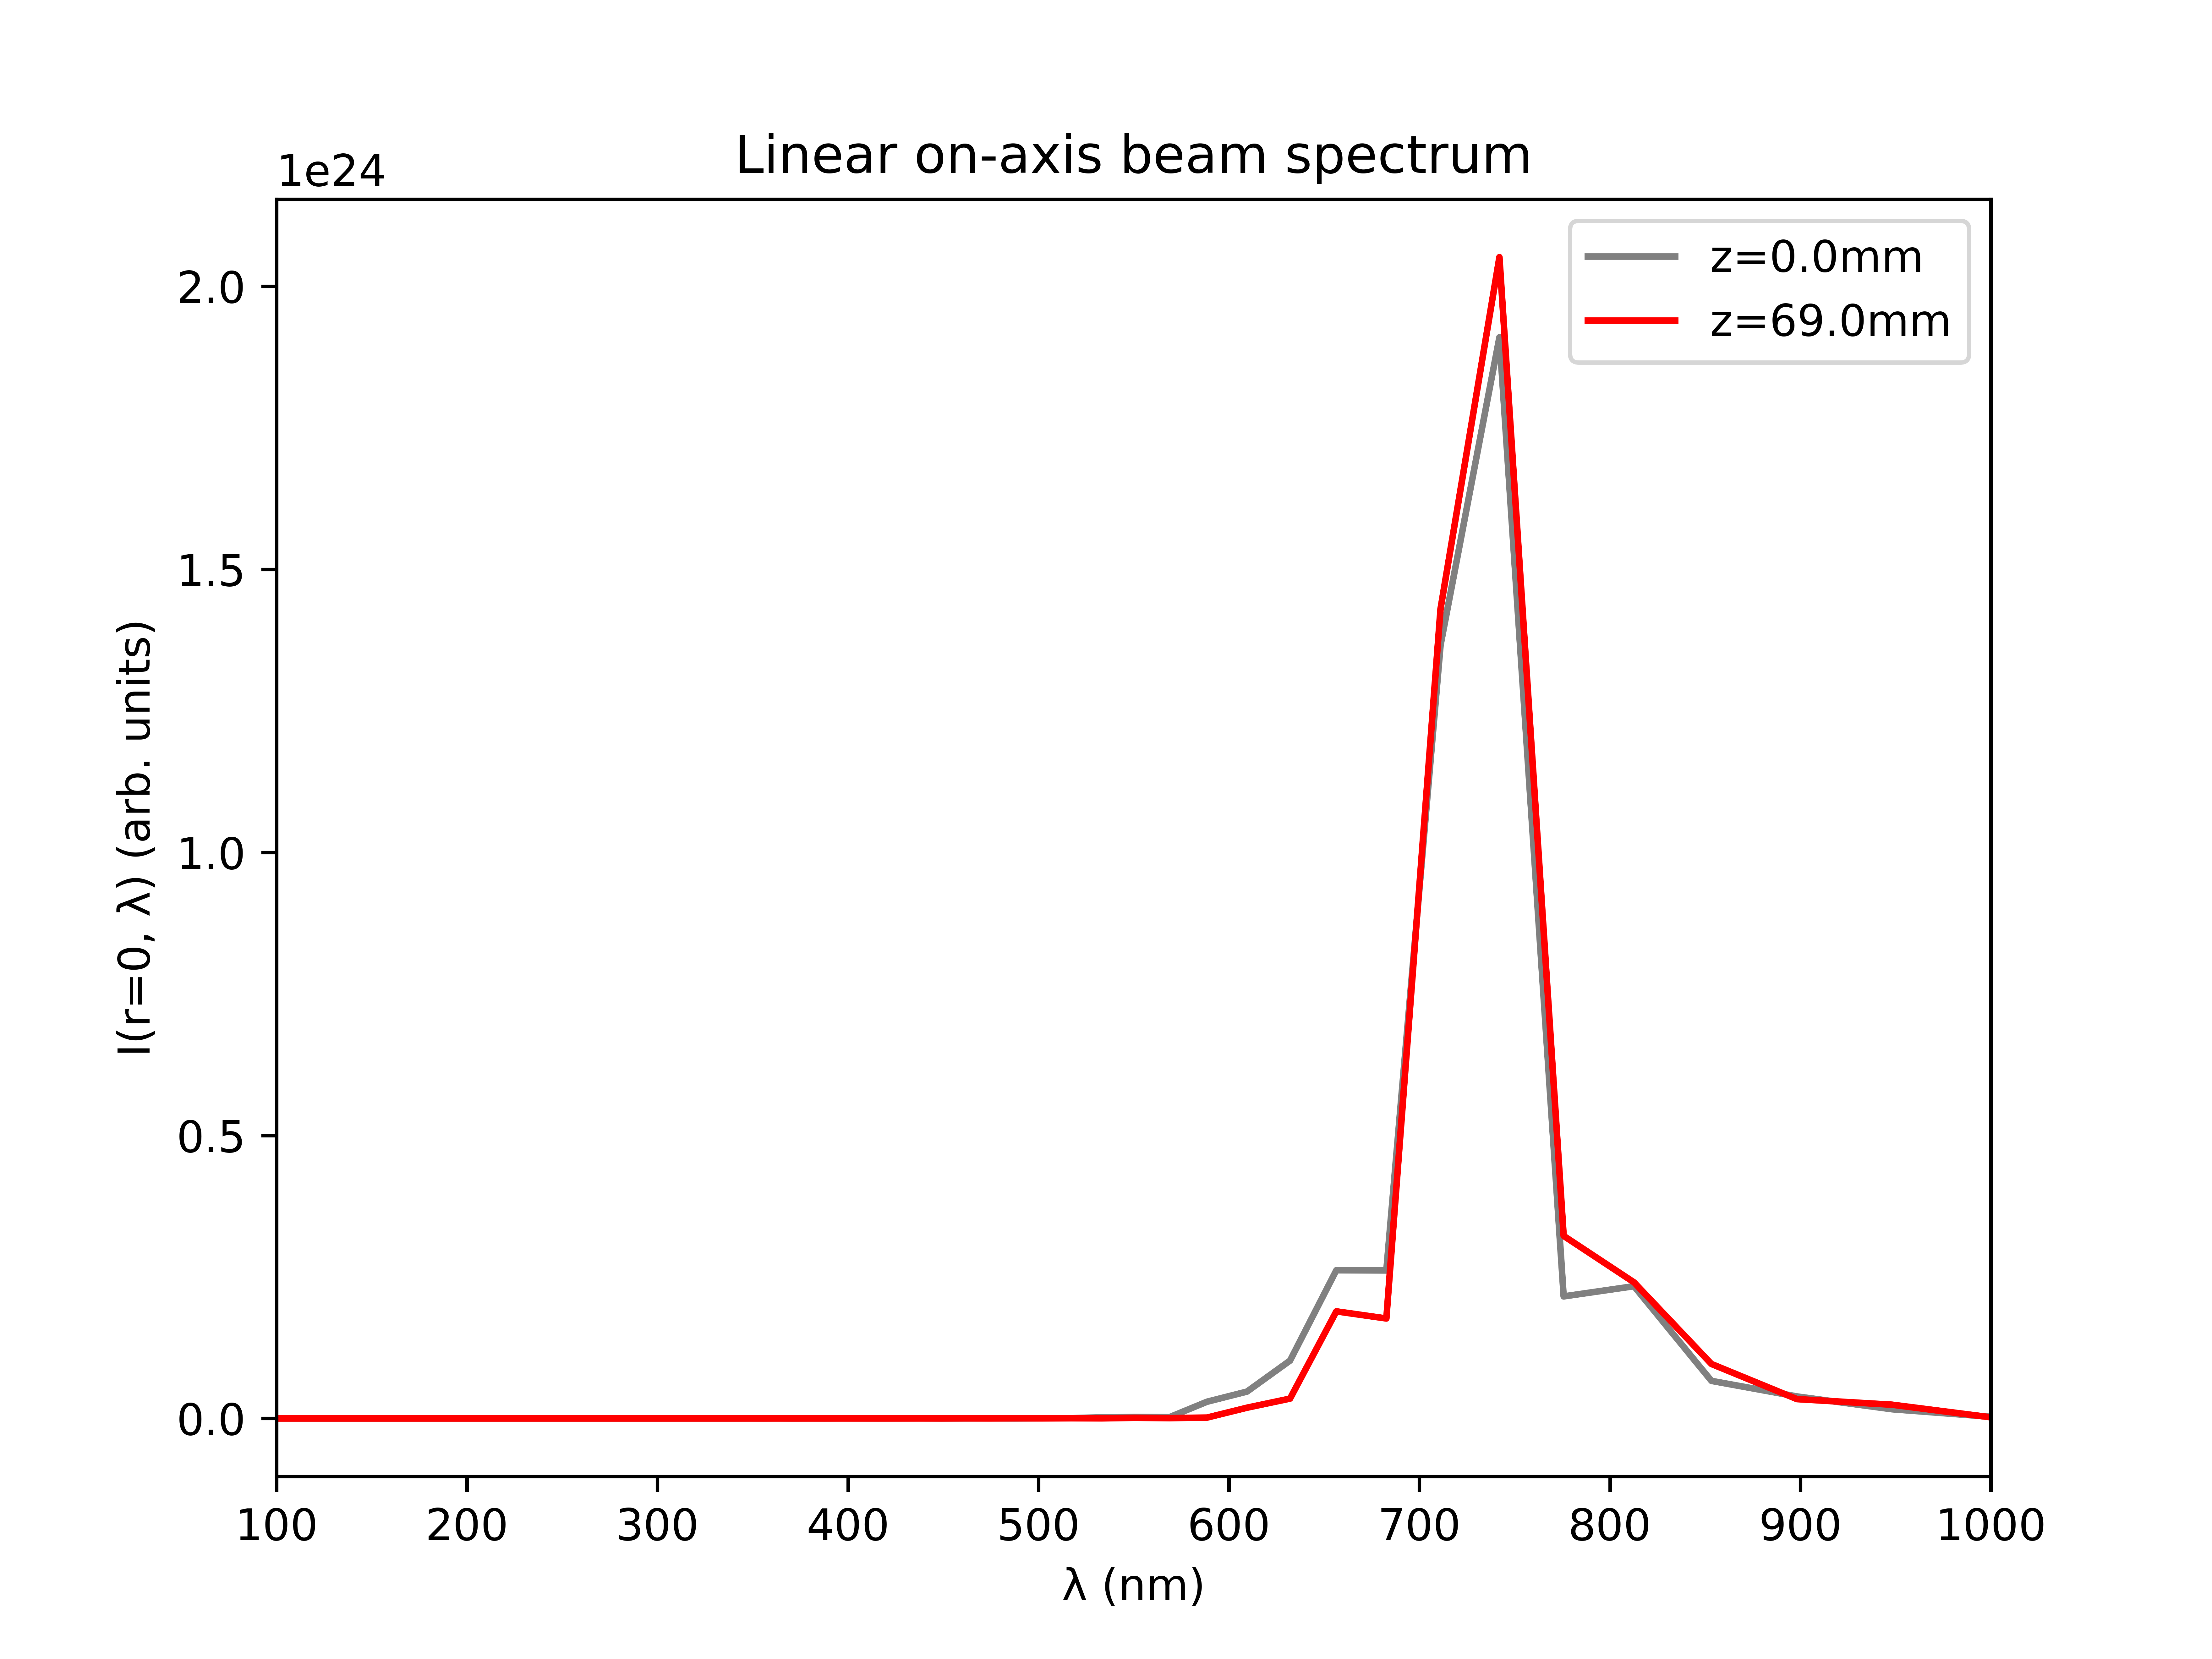 Linear on-axis beam spectrum
1e24
z=0.0mm
z=69.0mm
2.0
1.5
1.0
0.5
0.0
I(r=0, λ) (arb. units)
100 200 300 400 500 600 700 800 900 1000
λ (nm)